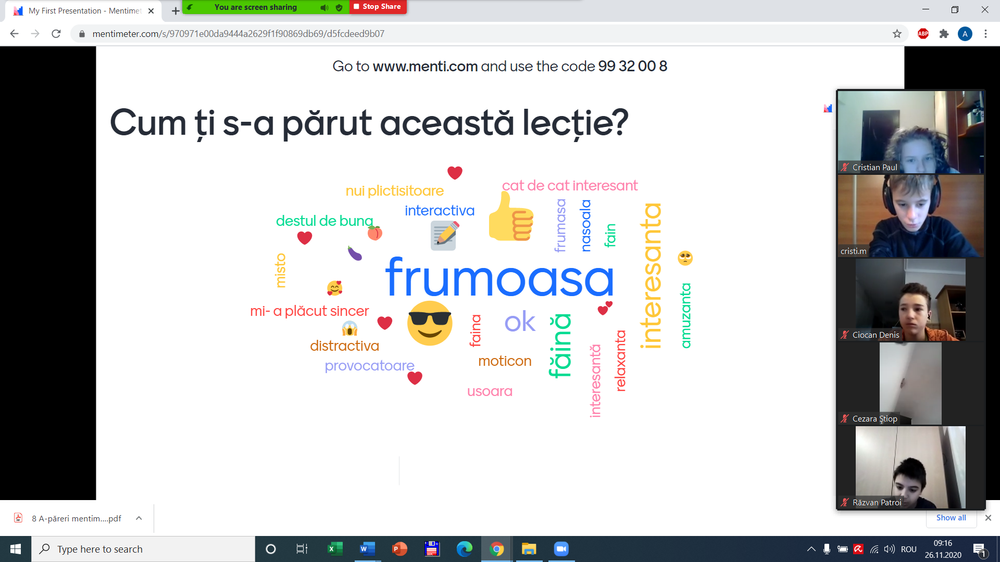 My First Presentation - Mentimet
You are screen sharing
Stop Share
mentimeter.com/s/970971e00da9444a2629f1f90869db69/d5fcdeed9b07
ABP
A
Go to www.menti.com and use the code 99 32 00 8
Cum ți s-a părut această lecție?
nui plictisitoare
cat de cat interesant
interactiva
destul de buna
frumasa
nasoala
fain
interesanta
misto
frumoasa
amuzanta
mi- a plăcut sincer
ok
faina
făină
distractiva
provocatoare
moticon
interesantă
relaxanta
usoara
Cristian Paul
cristi.m
Ciocan Denis
Cezara Știop
Răzvan Patroi
8 A-păreri mentim....pdf
Show all
Type here to search
ROU
09:16
26.11.2020
1